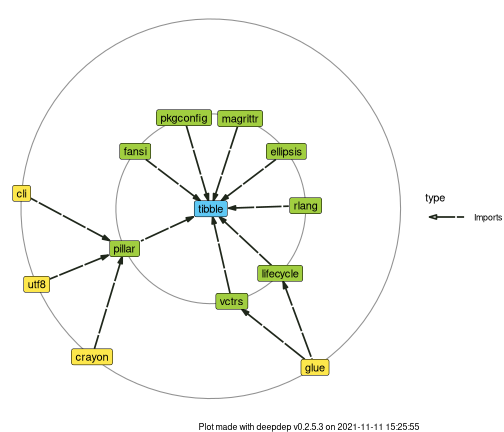 pkgconfig
magrittr
fansi
ellipsis
cli
tibble
rlang
type
Imports
pillar
lifecycle
utf8
vctrs
crayon
glue
Plot made with deepdep v0.2.5.3 on 2021-11-11 15:25:55